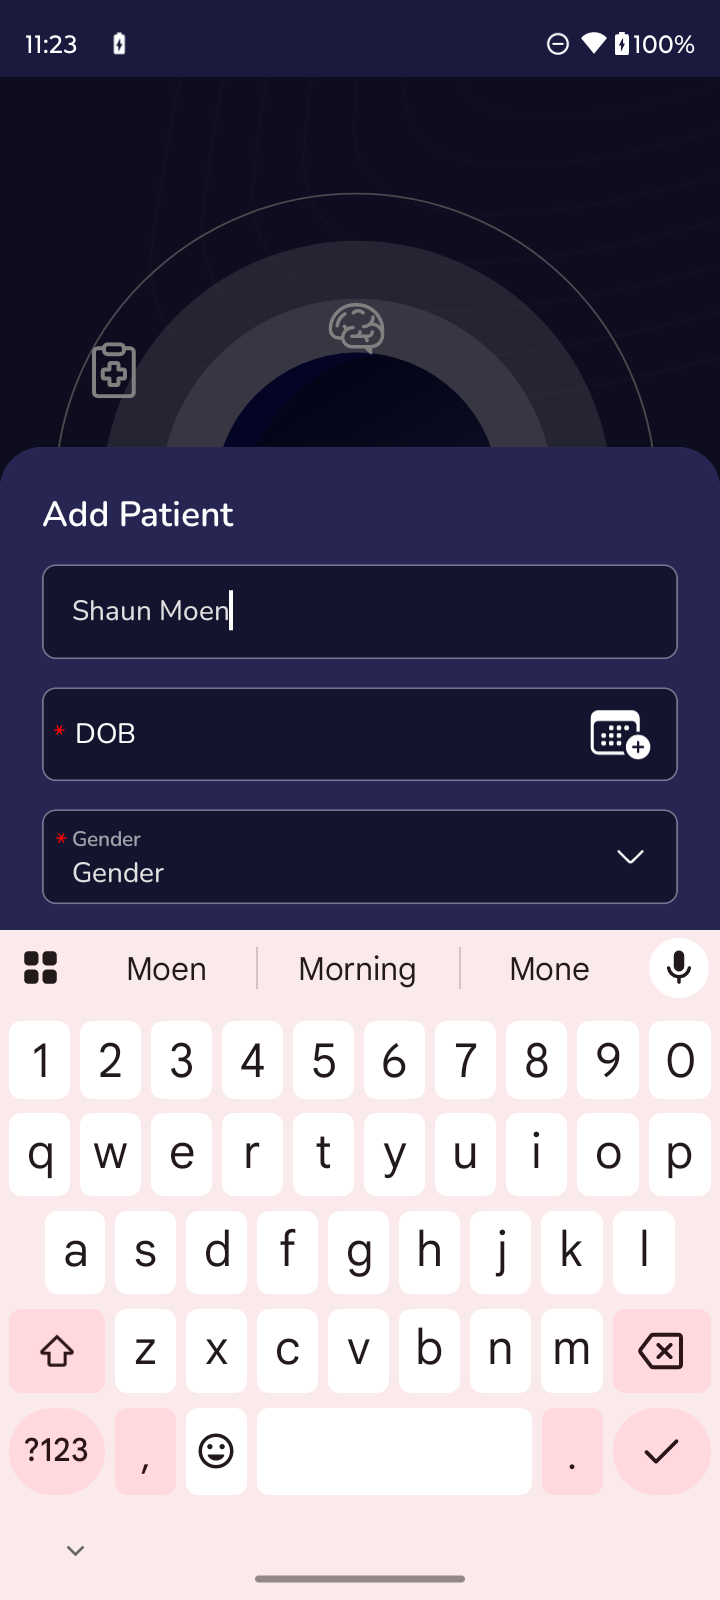 11:23
100%
Add Patient
Shaun Moen
* DOB
* Gender
Gender
Moen Morning Mone
1 2 3 4 5 6 7 8 9 0
q w e r t y u i o p
a s d f g h j k l
z x c v b n m
?123 , .